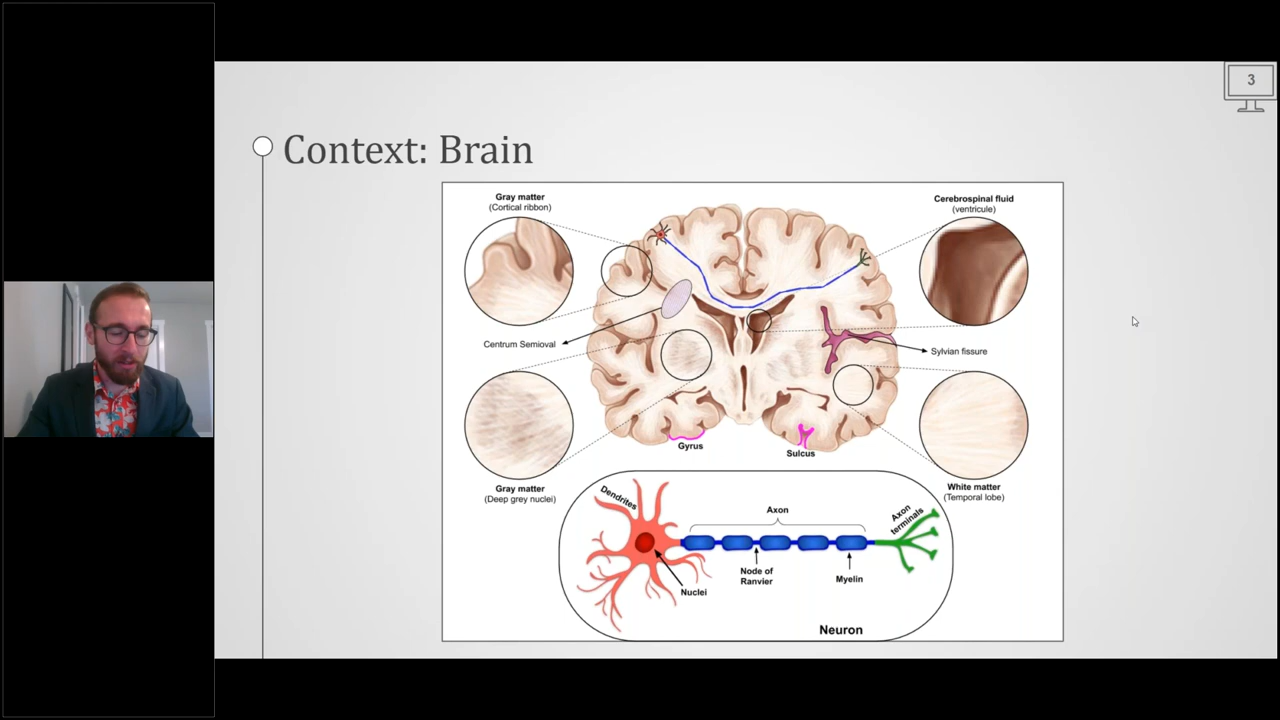 3
Context: Brain
Gray matter
(Cortical ribbon)
Cerebrospinal fluid
(ventricule)
Centrum Semioval
Sylvian fissure
Gyrus
Sulcus
Gray matter
(Deep grey nuclei)
White matter
(Temporal lobe)
Dendrites
Axon
Axon
terminals
Node of
Ranvier
Myelin
Nuclei
Neuron